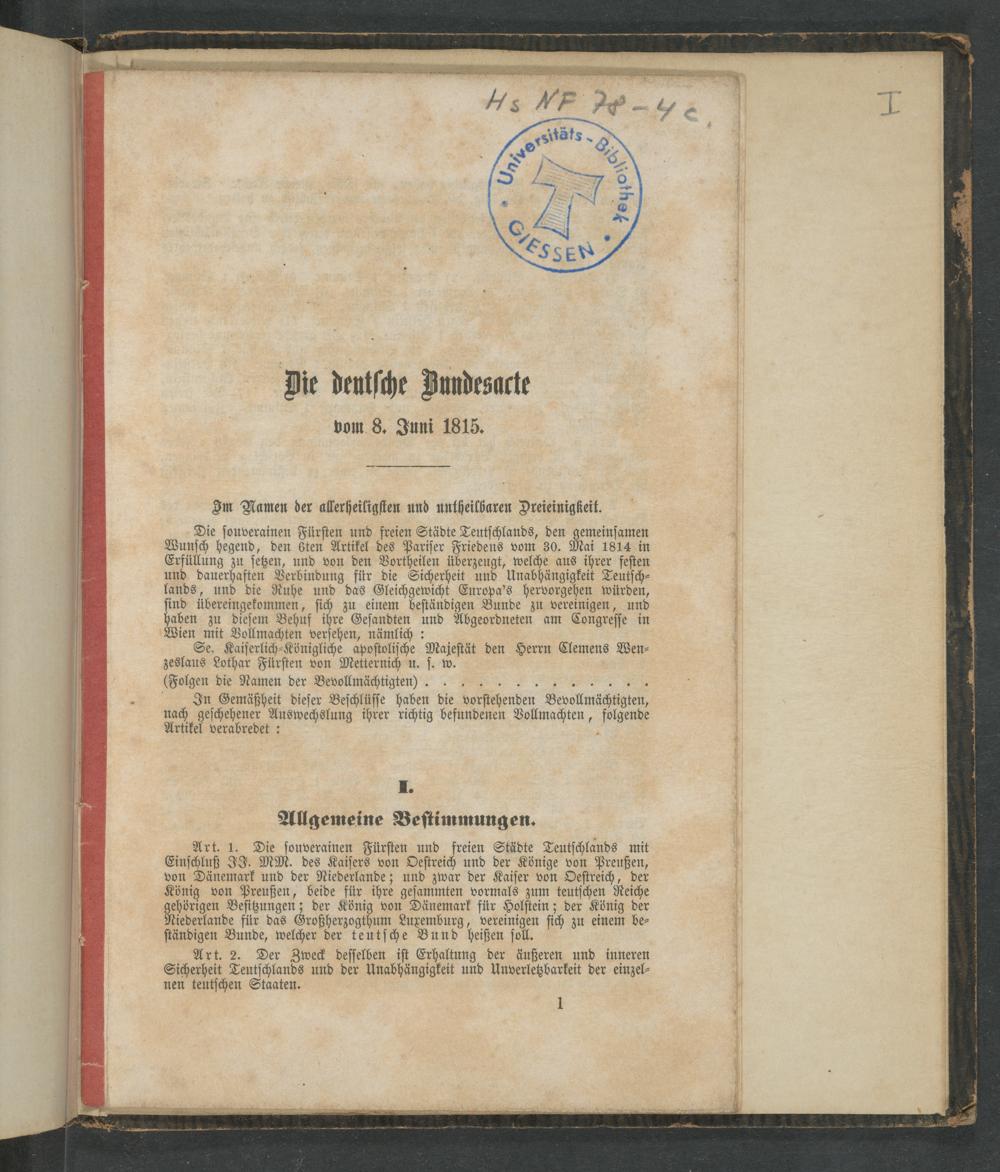 Hs NF 78-4c.
I
Universitäts-Bibliothek
GIESSEN
Die deutsche Bundesacte
vom 8. Juni 1815.
Im Namen der allerheiligsten und untheilbaren Dreieinigkeit.
Die souverainen Fürsten und freien Städte Teutschlands, den gemeinsamen
Wunsch hegend, den 6ten Artikel des Pariser Friedens vom 30. Mai 1814 in
Erfüllung zu setzen, und von den Vortheilen überzeugt, welche aus ihrer festen
und dauerhaften Verbindung für die Sicherheit und Unabhängigkeit Teutsch-
lands, und die Ruhe und das Gleichgewicht Europa's hervorgehen würden,
sind übereingekommen, sich zu einem beständigen Bunde zu vereinigen, und
haben zu diesem Behuf ihre Gesandten und Abgeordneten am Congresse in
Wien mit Vollmachten versehen, nämlich :
Se. Kaiserlich-Königliche apostolische Majestät den Herrn Clemens Wen-
zeslaus Lothar Fürsten von Metternich u. s. w.
(Folgen die Namen der Bevollmächtigten) . . . . . . . . . . . . .
In Gemäßheit dieser Beschlüsse haben die vorstehenden Bevollmächtigten,
nach geschehener Auswechslung ihrer richtig befundenen Vollmachten, folgende
Artikel verabredet :
I.
Allgemeine Bestimmungen.
Art. 1. Die souverainen Fürsten und freien Städte Teutschlands mit
Einschluß JJ. MM. des Kaisers von Oestreich und der Könige von Preußen,
von Dänemark und der Niederlande; und zwar der Kaiser von Oestreich, der
König von Preußen, beide für ihre gesammten vormals zum teutschen Reiche
gehörigen Besitzungen; der König von Dänemark für Holstein; der König der
Niederlande für das Großherzogthum Luxemburg, vereinigen sich zu einem be-
ständigen Bunde, welcher der teutsche Bund heißen soll.
Art. 2. Der Zweck desselben ist Erhaltung der äußeren und inneren
Sicherheit Teutschlands und der Unabhängigkeit und Unverletzbarkeit der einzel-
nen teutschen Staaten.
1